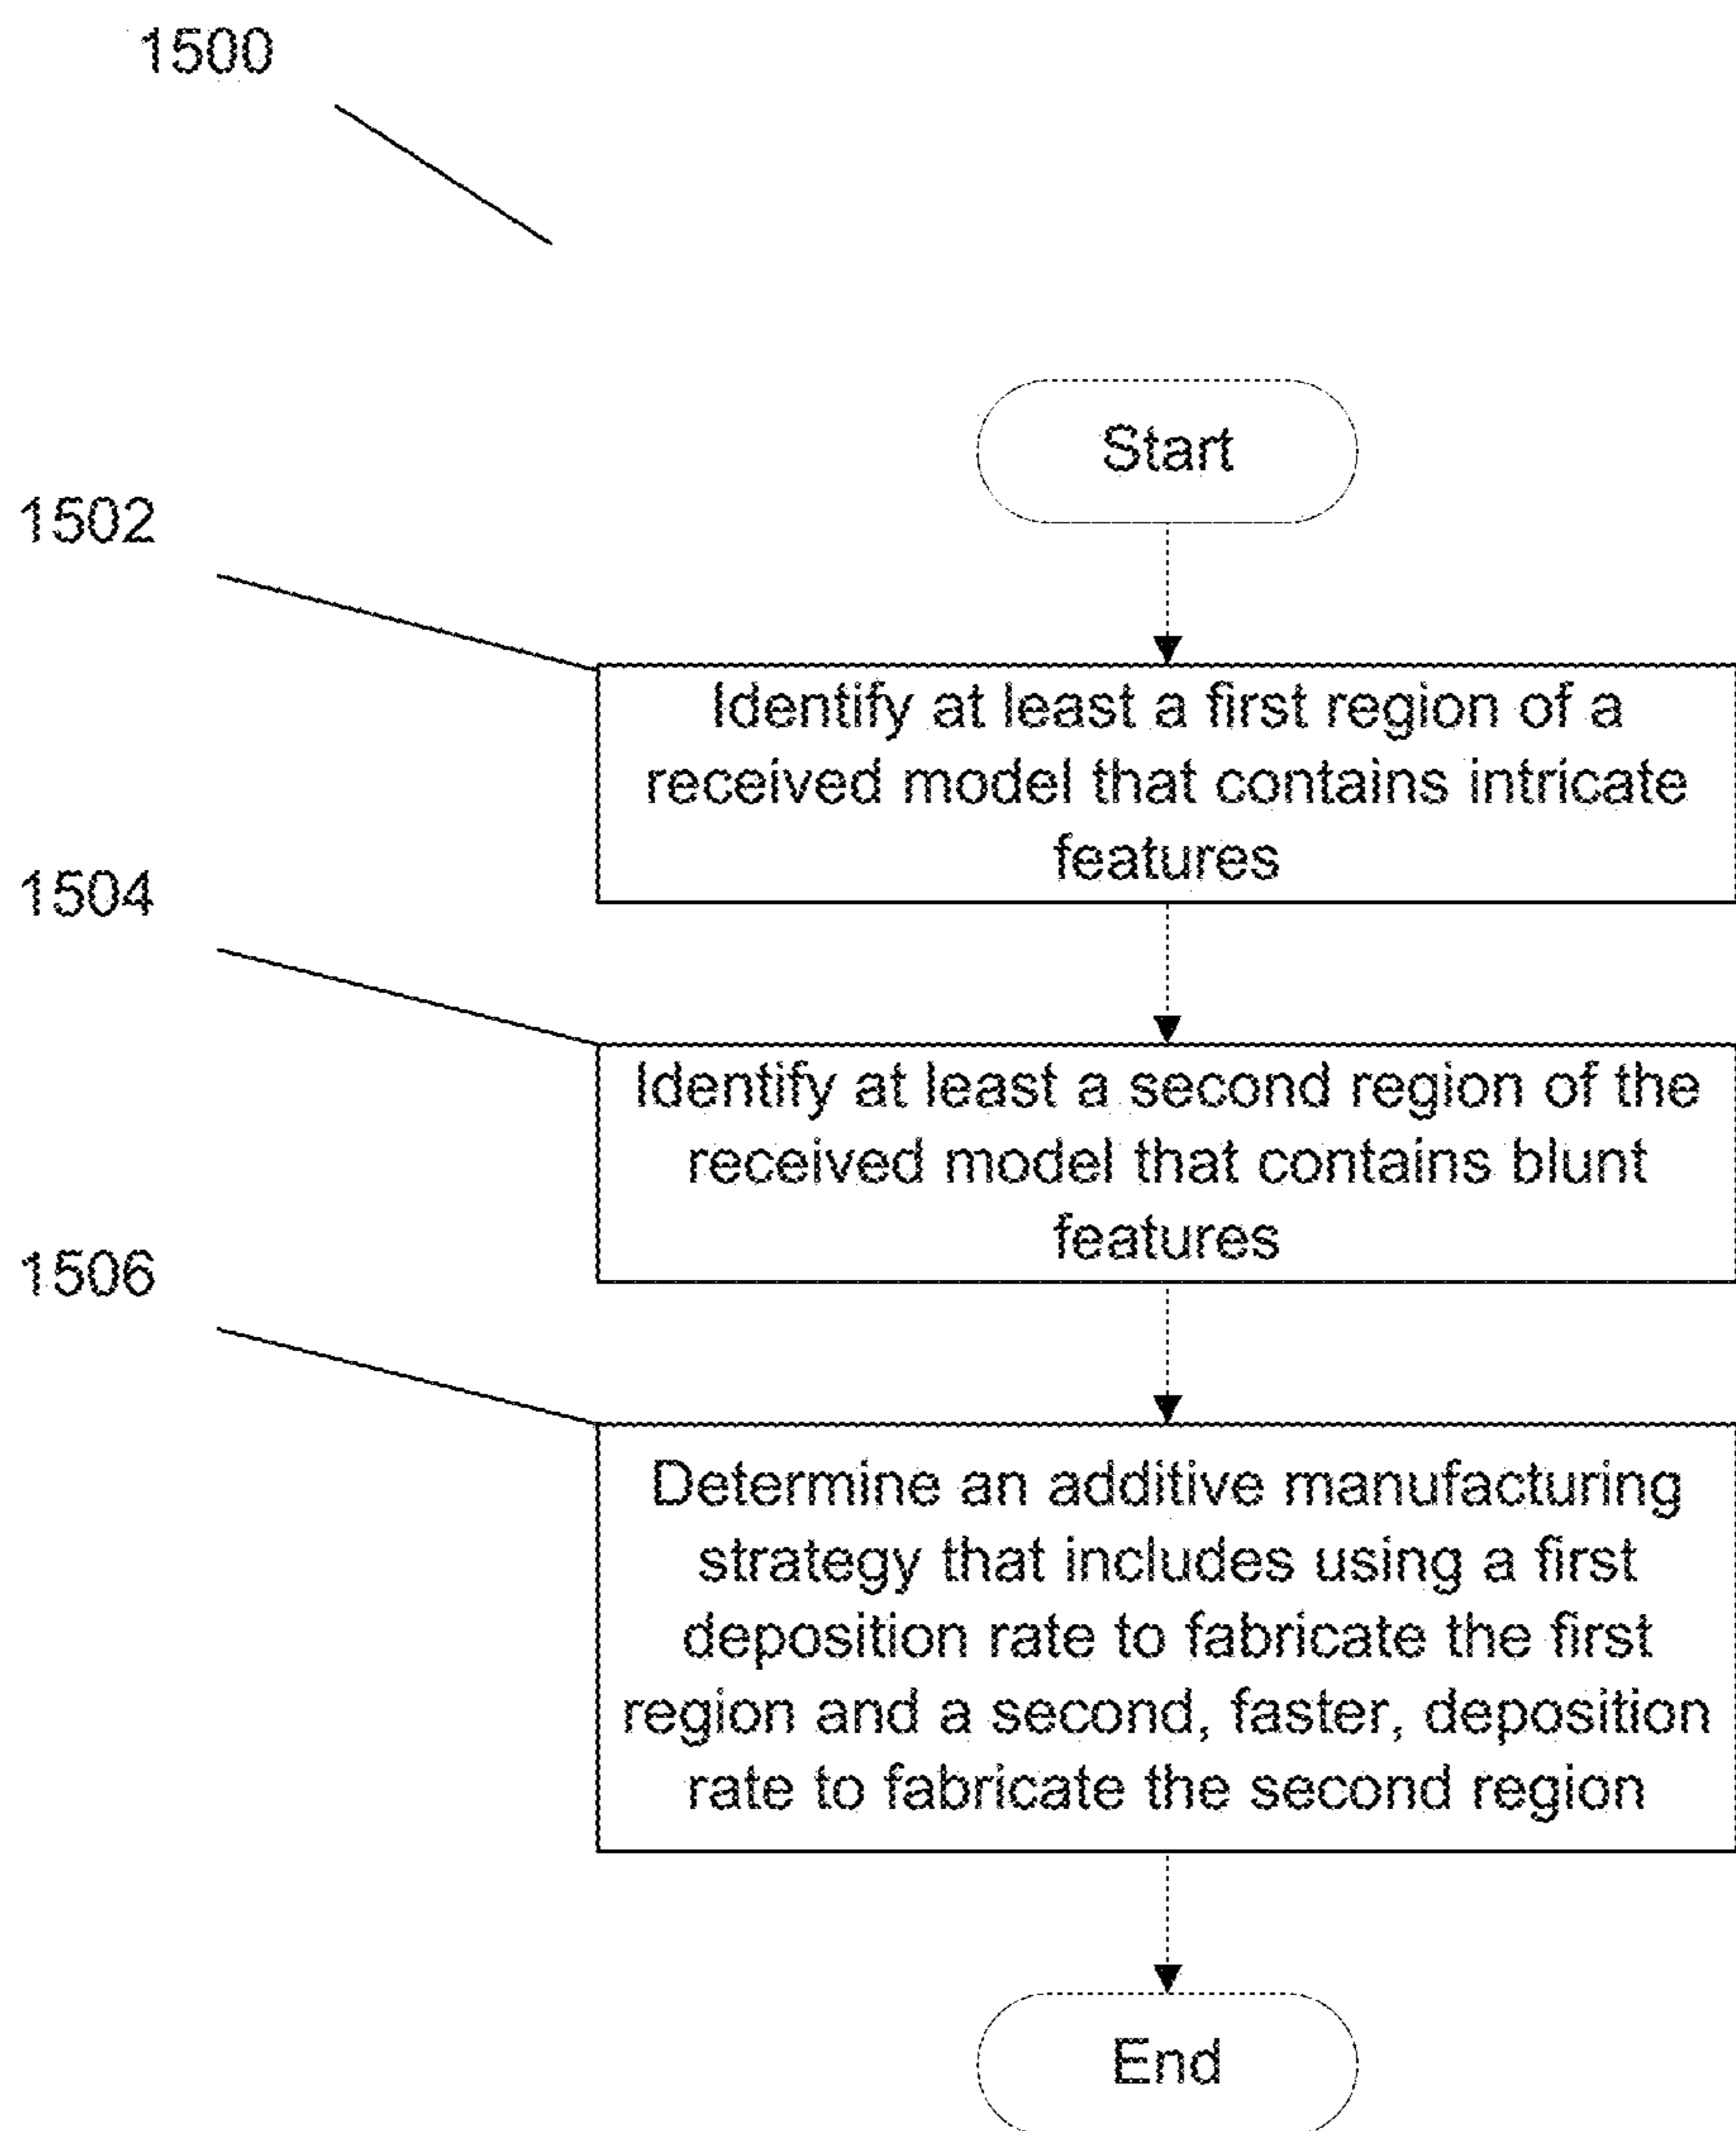 1500
Start
1502
Identify at least a first region of a
received model that contains intricate
features
1504
Identify at least a second region of the
received model that contains blunt
features
1506
Determine an additive manufacturing
strategy that includes using a first
deposition rate to fabricate the first
region and a second, faster, deposition
rate to fabricate the second region
End